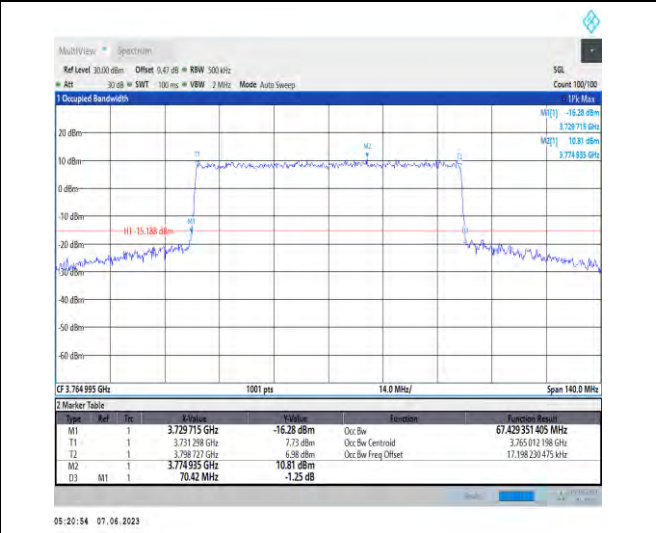 MultiView Spectrum
Ref Level 30.00 dBm Offset 9.47 dB RBW 500 kHz SGL
Att 30 dB SWT 100 ms VBW 2 MHz Mode Auto Sweep Count 100/100
1 Occupied Bandwidth 1Pk Max
M1[1] -16.28 dBm
3.729 715 GHz
M2[1] 10.81 dBm
3.774 935 GHz
20 dBm
M2
T1
10 dBm
0 dBm
-10 dBm
M1
H1 -15.188 dBm
-20 dBm
-30 dBm
-40 dBm
-50 dBm
-60 dBm
CF 3.764 995 GHz 1001 pts 14.0 MHz/ Span 140.0 MHz
2 Marker Table
Type Ref Trc X-Value Y-Value Function Function Result
M1 1 3.729 715 GHz -16.28 dBm Occ Bw 67.429 351 405 MHz
T1 1 3.731 298 GHz 7.73 dBm Occ Bw Centroid 3.765 012 198 GHz
T2 1 3.798 727 GHz 6.98 dBm Occ Bw Freq Offset 17.198 230 475 kHz
M2 1 3.774 935 GHz 10.81 dBm
D3 M1 1 70.42 MHz -1.25 dB
05:20:54 07.06.2023